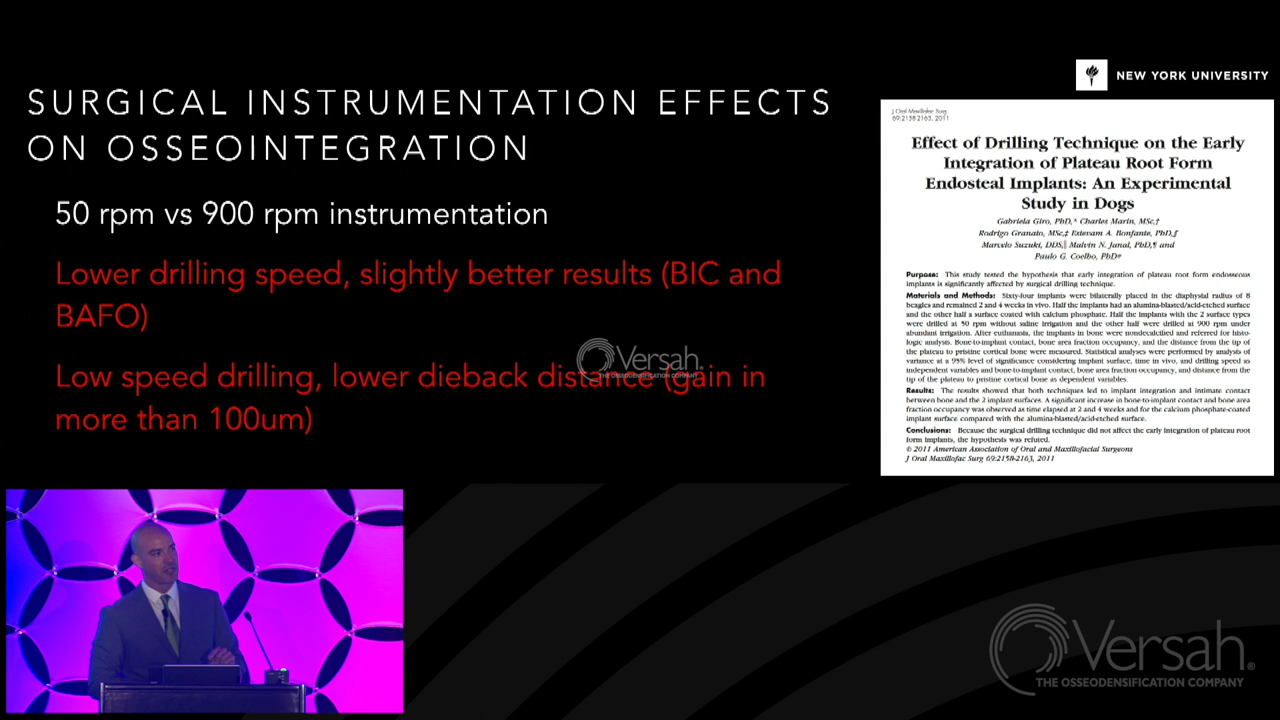 SURGICAL INSTRUMENTATION EFFECTS
ON OSSEOINTEGRATION
50 rpm vs 900 rpm instrumentation
Lower drilling speed, slightly better results (BIC and
BAFO)
Low speed drilling, lower dieback distance (gain in
more than 100um)
Versah
THE OSSEODENSIFICATION COMPANY
NEW YORK UNIVERSITY
J Oral Maxillofac Surg
69:2158-2163, 2011
Effect of Drilling Technique on the Early
Integration of Plateau Root Form
Endosteal Implants: An Experimental
Study in Dogs
Gabriela Giro, PhD,* Charles Marin, MSc,†
Rodrigo Granato, MSc,‡ Estevam A. Bonfante, PhD,§
Marcelo Suzuki, DDS,|| Malvin N. Janal, PhD,¶ and
Paulo G. Coelho, PhD#
Purpose: This study tested the hypothesis that early integration of plateau root form endosseous
implants is significantly affected by surgical drilling technique.
Materials and Methods: Sixty-four implants were bilaterally placed in the diaphysial radius of 8
beagles and remained 2 and 4 weeks in vivo. Half the implants had an alumina-blasted/acid-etched surface
and the other half a surface coated with calcium phosphate. Half the implants with the 2 surface types
were drilled at 50 rpm without saline irrigation and the other half were drilled at 900 rpm under
abundant irrigation. After euthanasia, the implants in bone were nondecalcified and referred for histo-
logic analysis. Bone-to-implant contact, bone area fraction occupancy, and the distance from the tip of
the plateau to pristine cortical bone were measured. Statistical analyses were performed by analysis of
variance at a 95% level of significance considering implant surface, time in vivo, and drilling speed as
independent variables and bone-to-implant contact, bone area fraction occupancy, and distance from the
tip of the plateau to pristine cortical bone as dependent variables.
Results: The results showed that both techniques led to implant integration and intimate contact
between bone and the 2 implant surfaces. A significant increase in bone-to-implant contact and bone area
fraction occupancy was observed as time elapsed at 2 and 4 weeks and for the calcium phosphate-coated
implant surface compared with the alumina-blasted/acid-etched surface.
Conclusions: Because the surgical drilling technique did not affect the early integration of plateau root
form implants, the hypothesis was refuted.
© 2011 American Association of Oral and Maxillofacial Surgeons
J Oral Maxillofac Surg 69:2158-2163, 2011
Versah®
THE OSSEODENSIFICATION COMPANY